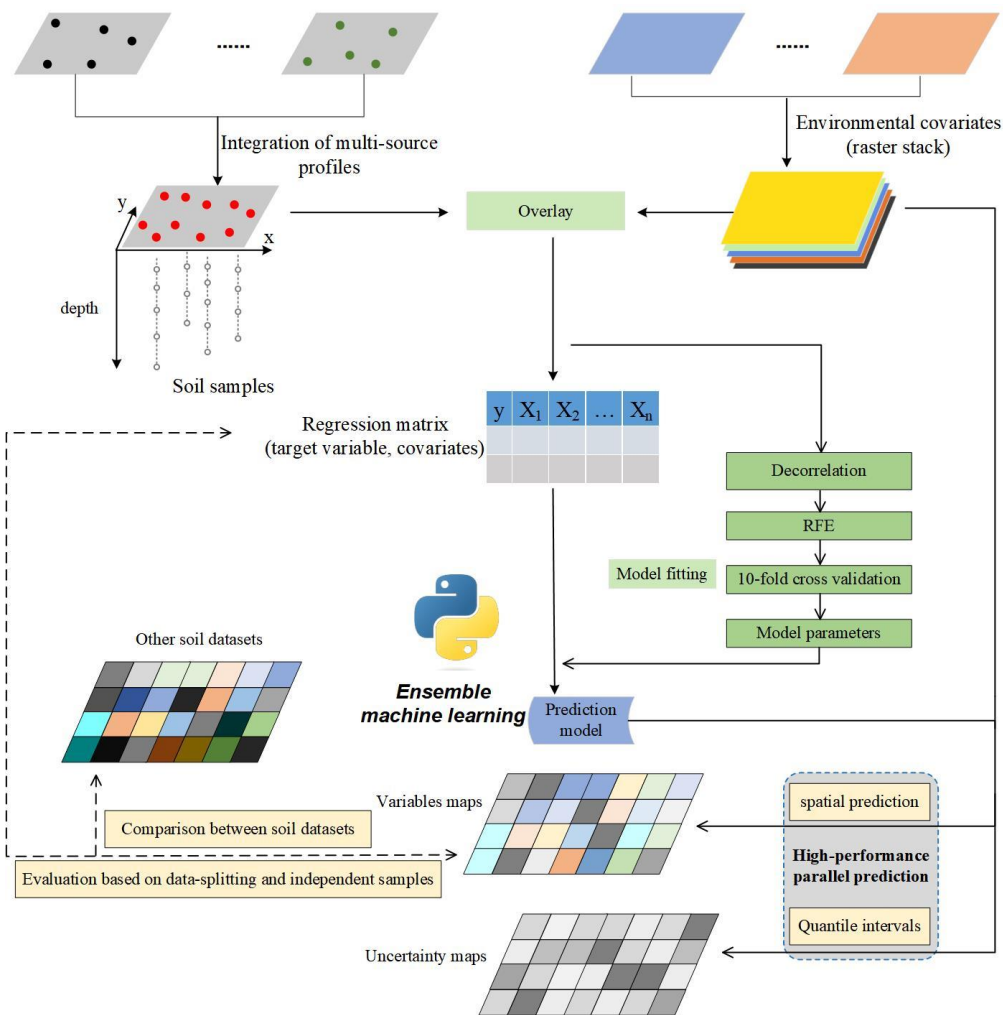 ......
......
Integration of multi-source
profiles
Environmental covariates
(raster stack)
y
x
depth
Overlay
Soil samples
Regression matrix
(target variable, covariates)
y X1 X2 ... Xn
Decorrelation
RFE
Model fitting
10-fold cross validation
Model parameters
Other soil datasets
Ensemble
machine learning
Prediction
model
Variables maps
spatial prediction
Comparison between soil datasets
High-performance
parallel prediction
Evaluation based on data-splitting and independent samples
Quantile intervals
Uncertainty maps